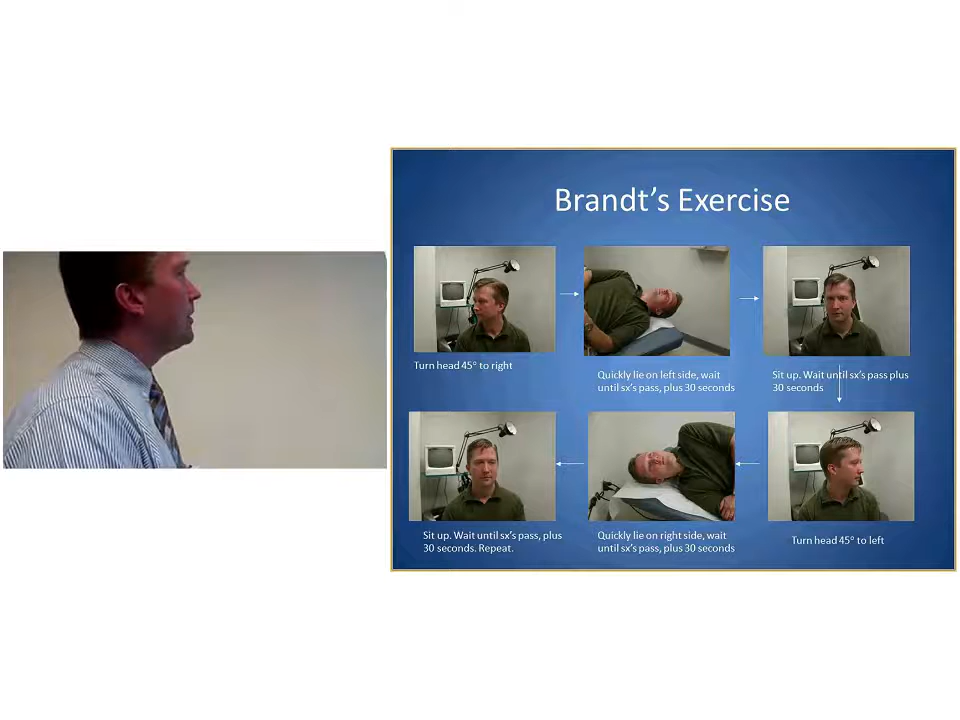 Brandt's Exercise
Turn head 45° to right
Quickly lie on left side, wait
until sx's pass, plus 30 seconds
Sit up. Wait until sx's pass plus
30 seconds
Turn head 45° to left
Quickly lie on right side, wait
until sx's pass, plus 30 seconds
Sit up. Wait until sx's pass, plus
30 seconds. Repeat.